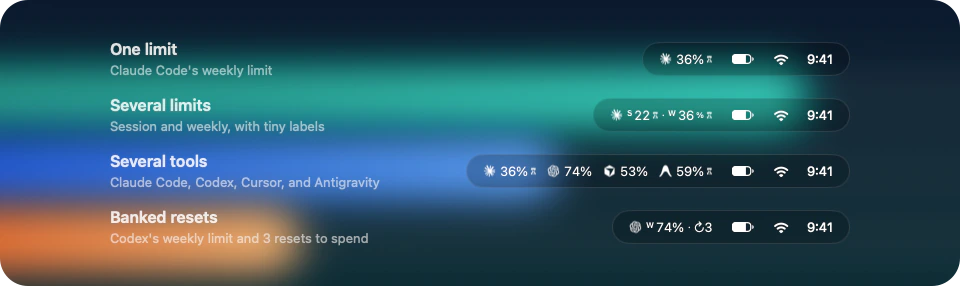 One limit
Claude Code's weekly limit
36% 9:41
Several limits
Session and weekly, with tiny labels
S 22 · W 36 % 9:41
Several tools
Claude Code, Codex, Cursor, and Antigravity
36% 74% 53% 59% 9:41
Banked resets
Codex's weekly limit and 3 resets to spend
W 74% · 3 9:41